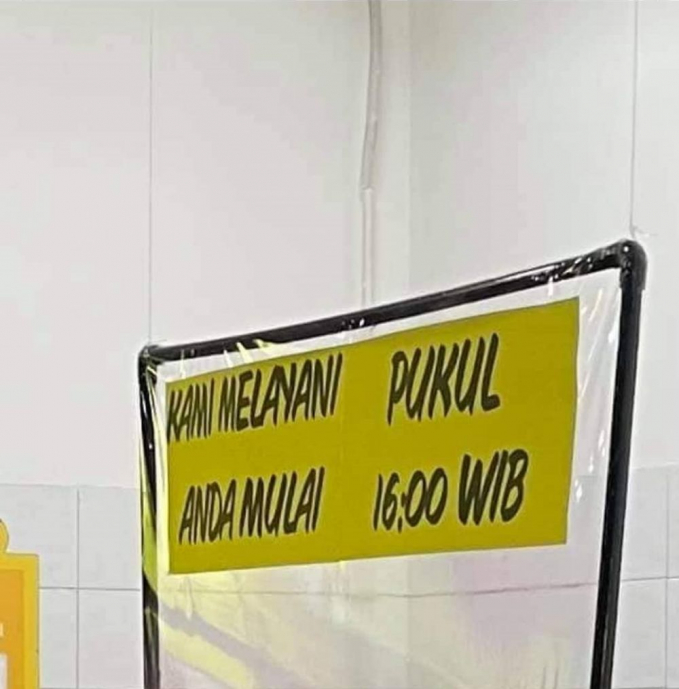 KAMI MELAYANI PUKUL
ANDA MULAI 16:00 WIB